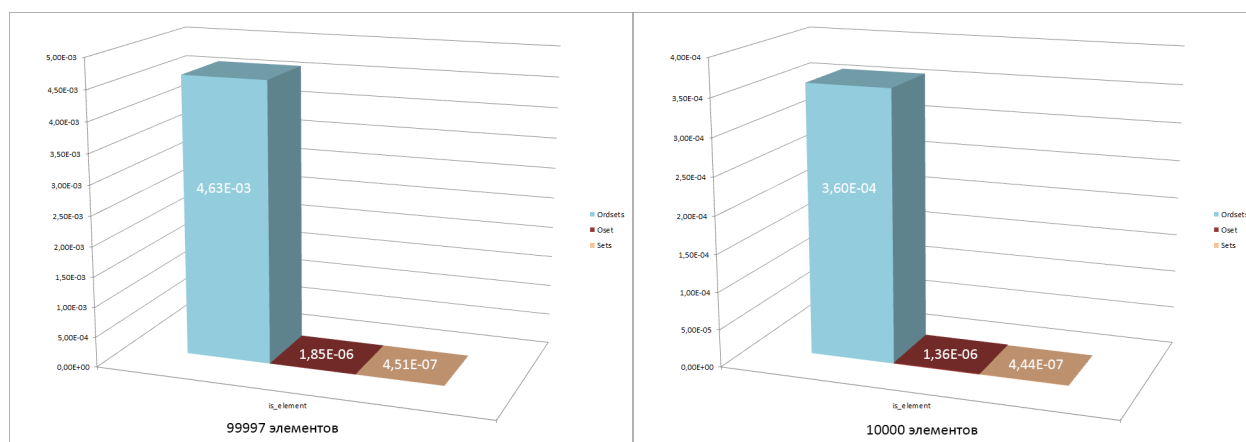 5,00E-03
4,50E-03
4,00E-03
3,50E-03
3,00E-03
2,50E-03
2,00E-03
1,50E-03
1,00E-03
5,00E-04
0,00E+00
4,63E-03
1,85E-06
4,51E-07
Ordsets
Oset
Sets
is_element
99997 элементов
4,00E-04
3,50E-04
3,00E-04
2,50E-04
2,00E-04
1,50E-04
1,00E-04
5,00E-05
0,00E+00
3,60E-04
1,36E-06
4,44E-07
Ordsets
Oset
Sets
is_element
10000 элементов